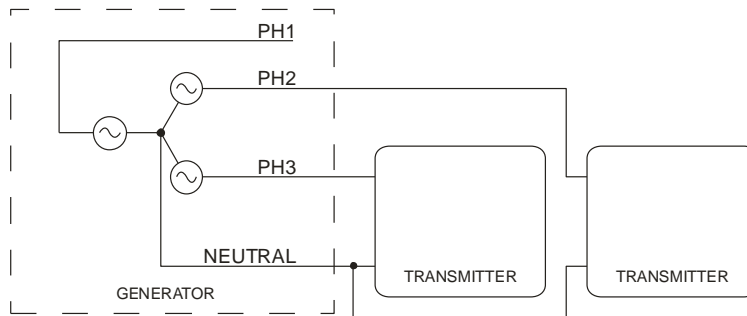 PH1
PH2
PH3
NEUTRAL
GENERATOR
TRANSMITTER
TRANSMITTER